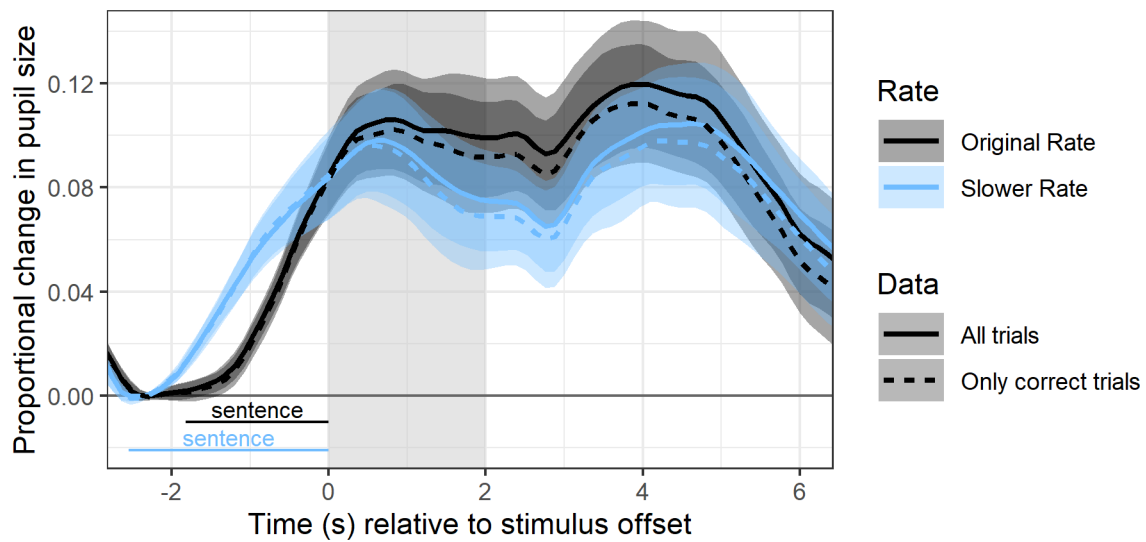 Proportional change in pupil size
0.12
0.08
0.04
0.00
sentence
sentence
-2
0
2
4
6
Time (s) relative to stimulus offset
Rate
Original Rate
Slower Rate
Data
All trials
Only correct trials